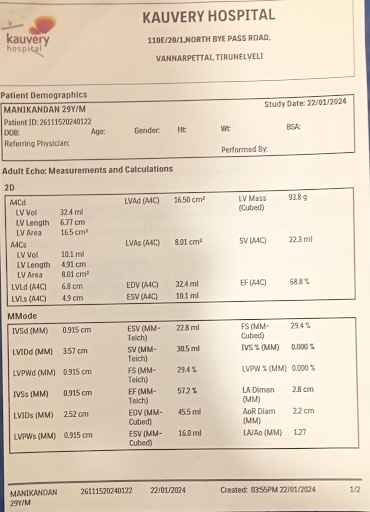 kauvery
hospital
KAUVERY HOSPITAL
110E/20/1,NORTH BYE PASS ROAD,
VANNARPETTAI, TIRUNELVELI
Patient Demographics
Study Date: 22/01/2024
MANIKANDAN 29Y/M
Patient ID: 26111520240122
DOB: Age: Gender: Ht: Wt: BSA:
Referring Physician: Performed By:
Adult Echo: Measurements and Calculations
2D
A4Cd LVAd (A4C) 16.50 cm² LV Mass (Cubed) 93.8 g
LV Vol 32.4 ml
LV Length 6.77 cm
LV Area 16.5 cm²
A4Cs LVAs (A4C) 8.01 cm² SV (A4C) 22.3 ml
LV Vol 10.1 ml
LV Length 4.91 cm
LV Area 8.01 cm²
LVLd (A4C) 6.8 cm EDV (A4C) 32.4 ml EF (A4C) 68.8 %
LVLs (A4C) 4.9 cm ESV (A4C) 10.1 ml
MMode
IVSd (MM) 0.915 cm ESV (MM-Teich) 22.8 ml FS (MM-Cubed) 29.4 %
LVIDd (MM) 3.57 cm SV (MM-Teich) 30.5 ml IVS % (MM) 0.000 %
LVPWd (MM) 0.915 cm FS (MM-Teich) 29.4 % LVPW % (MM) 0.000 %
IVSs (MM) 0.915 cm EF (MM-Teich) 57.2 % LA Dimen (MM) 2.8 cm
LVIDs (MM) 2.52 cm EDV (MM-Cubed) 45.5 ml AoR Diam (MM) 2.2 cm
LVPWs (MM) 0.915 cm ESV (MM-Cubed) 16.0 ml LA/Ao (MM) 1.27
MANIKANDAN 29Y/M 26111520240122 22/01/2024 Created: 03:55PM 22/01/2024 1/2